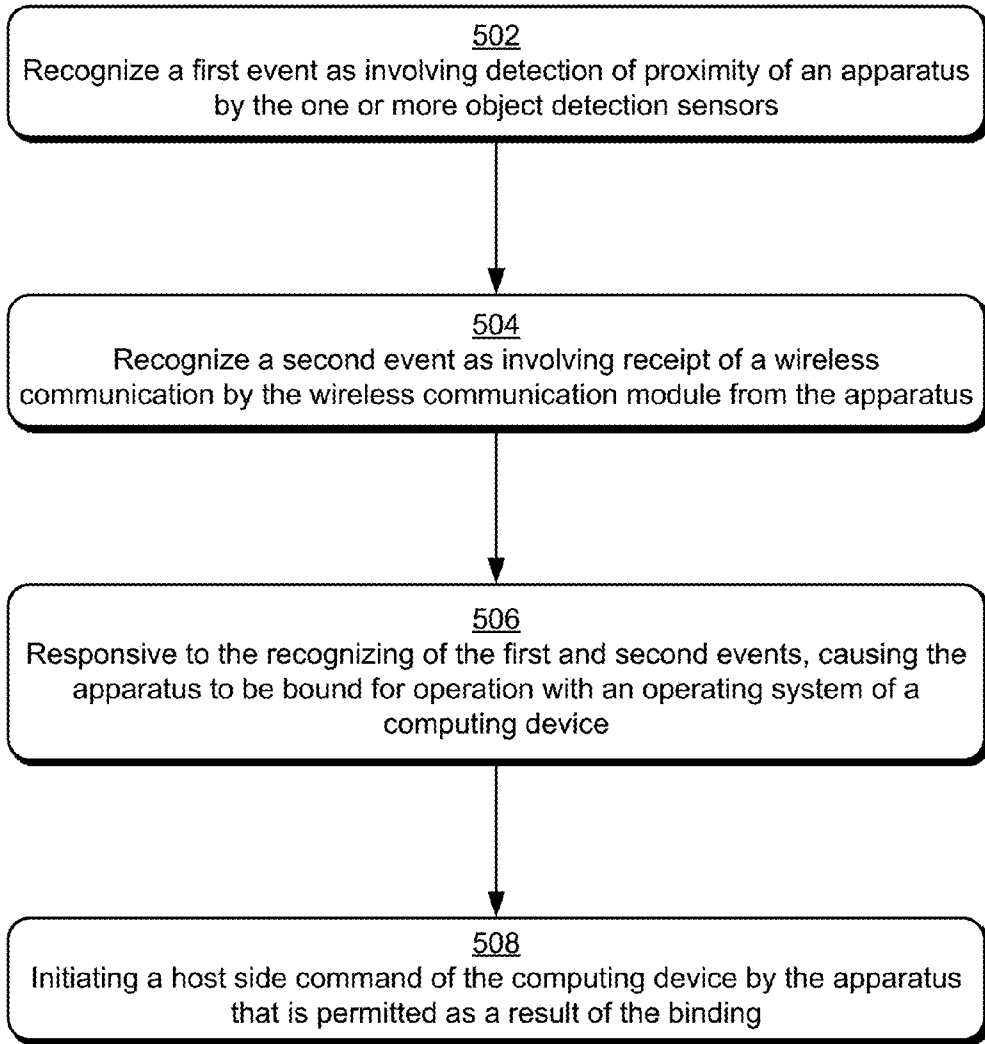 502
Recognize a first event as involving detection of proximity of an apparatus
by the one or more object detection sensors
504
Recognize a second event as involving receipt of a wireless
communication by the wireless communication module from the apparatus
506
Responsive to the recognizing of the first and second events, causing the
apparatus to be bound for operation with an operating system of a
computing device
508
Initiating a host side command of the computing device by the apparatus
that is permitted as a result of the binding